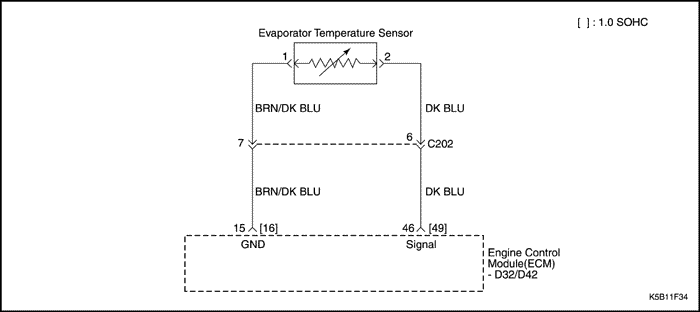 [ ] : 1.0 SOHC
Evaporator Temperature Sensor
1 2
BRN/DK BLU DK BLU
7 6 C202
BRN/DK BLU DK BLU
15 [16] 46 [49]
GND Signal
Engine Control
Module(ECM)
- D32/D42
K5B11F34